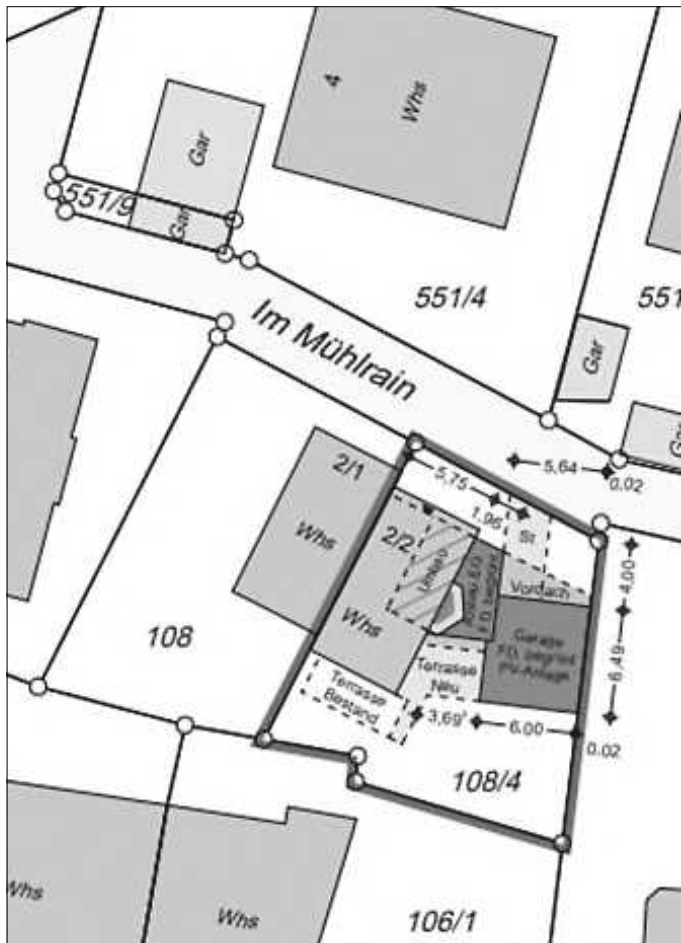 4
Whs
Gar
Gar
551/9
551/4
551
Im Mühlrain
Gar
2/1
Whs
5,64
0.02
5,75
1,96
St
2/2
4,00
Vordach
Garage
F.D. begrünt
PV-Anlage
6,49
Whs
108
Terrasse
Neu
Terrasse
Bestand
3,69
6.00
0.02
108/4
Whs
Whs
106/1